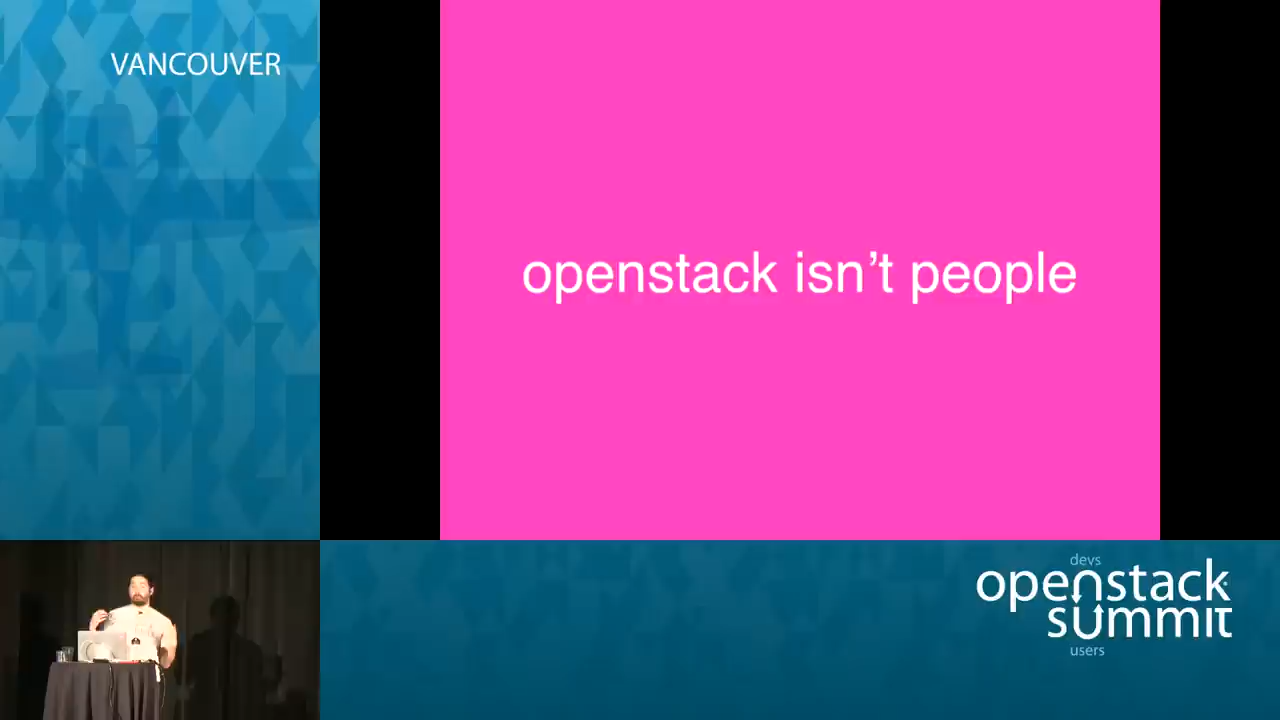 VANCOUVER
openstack isn’t people
devs
openstack
summit
users